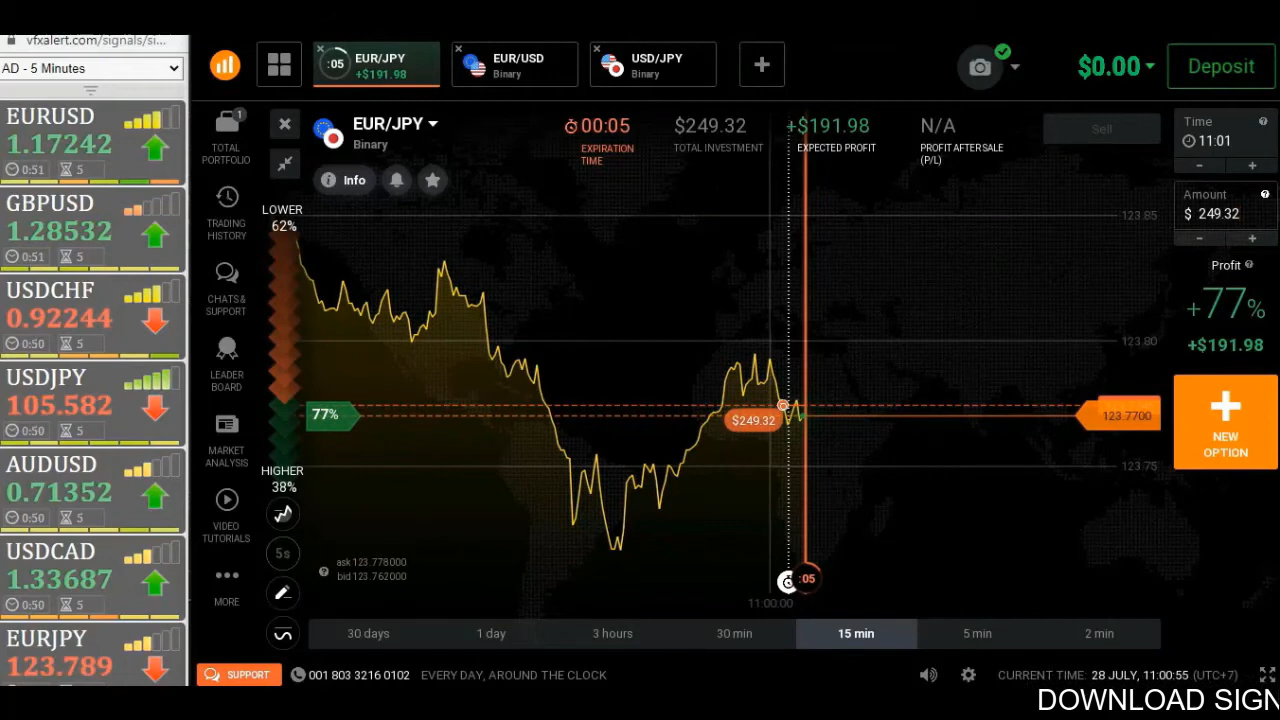 vfxalert.com/signals/si...
AD - 5 Minutes
EURUSD
1.17242
0:51 5
GBPUSD
1.28532
0:51 5
USDCHF
0.92244
0:50 5
USDJPY
105.582
0:50 5
AUDUSD
0.71352
0:50 5
USDCAD
1.33687
0:50 5
EURJPY
123.789
:05 EUR/JPY
+$191.98
EUR/USD
Binary
USD/JPY
Binary
$0.00
Deposit
1
TOTAL
PORTFOLIO
TRADING
HISTORY
CHATS &
SUPPORT
LEADER
BOARD
MARKET
ANALYSIS
VIDEO
TUTORIALS
MORE
EUR/JPY
Binary
Info
00:05
EXPIRATION
TIME
$249.32
TOTAL INVESTMENT
+$191.98
EXPECTED PROFIT
N/A
PROFIT AFTER SALE
(P/L)
Sell
LOWER
62%
77%
HIGHER
38%
5s
ask 123.778000
bid 123.762000
$249.32
:05
11:00:00
123.85
123.80
123.7700
123.75
Time
11:01
- +
Amount
$ 249.32
- +
Profit
+77%
+$191.98
NEW
OPTION
30 days 1 day 3 hours 30 min 15 min 5 min 2 min
SUPPORT 001 803 3216 0102 EVERY DAY, AROUND THE CLOCK
CURRENT TIME: 28 JULY, 11:00:55 (UTC+7)
DOWNLOAD SIGN